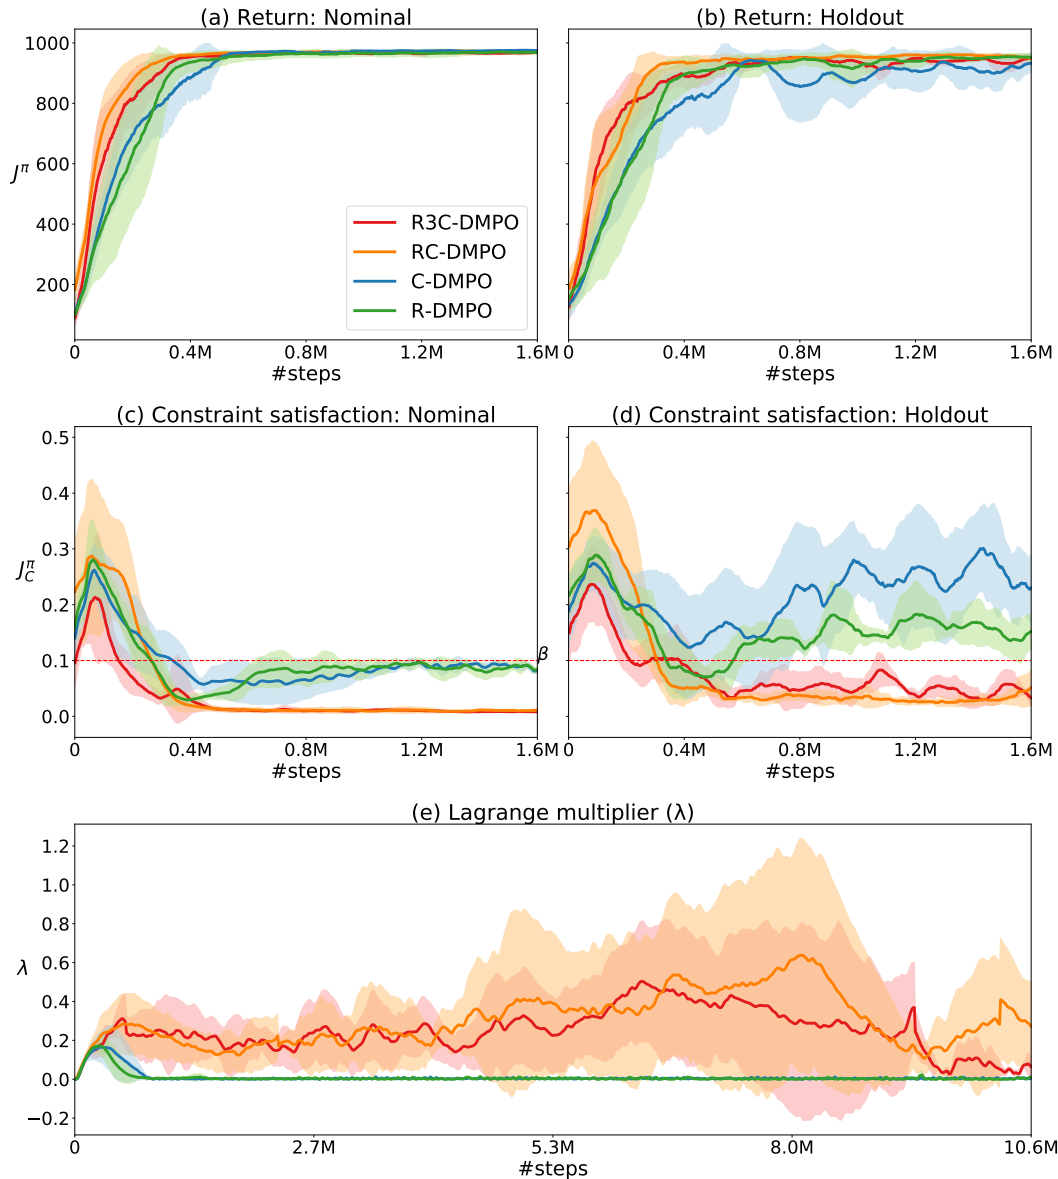 (a) Return: Nominal
(b) Return: Holdout
1000
800
600
400
200
J^π
R3C-DMPO
RC-DMPO
C-DMPO
R-DMPO
0 0.4M 0.8M 1.2M 1.6M
#steps
0 0.4M 0.8M 1.2M 1.6M
#steps
(c) Constraint satisfaction: Nominal
(d) Constraint satisfaction: Holdout
0.5
0.4
0.3
0.2
0.1
0.0
J_C^π
β
0 0.4M 0.8M 1.2M 1.6M
#steps
0 0.4M 0.8M 1.2M 1.6M
#steps
(e) Lagrange multiplier (λ)
1.2
1.0
0.8
0.6
0.4
0.2
0.0
−0.2
λ
0 2.7M 5.3M 8.0M 10.6M
#steps